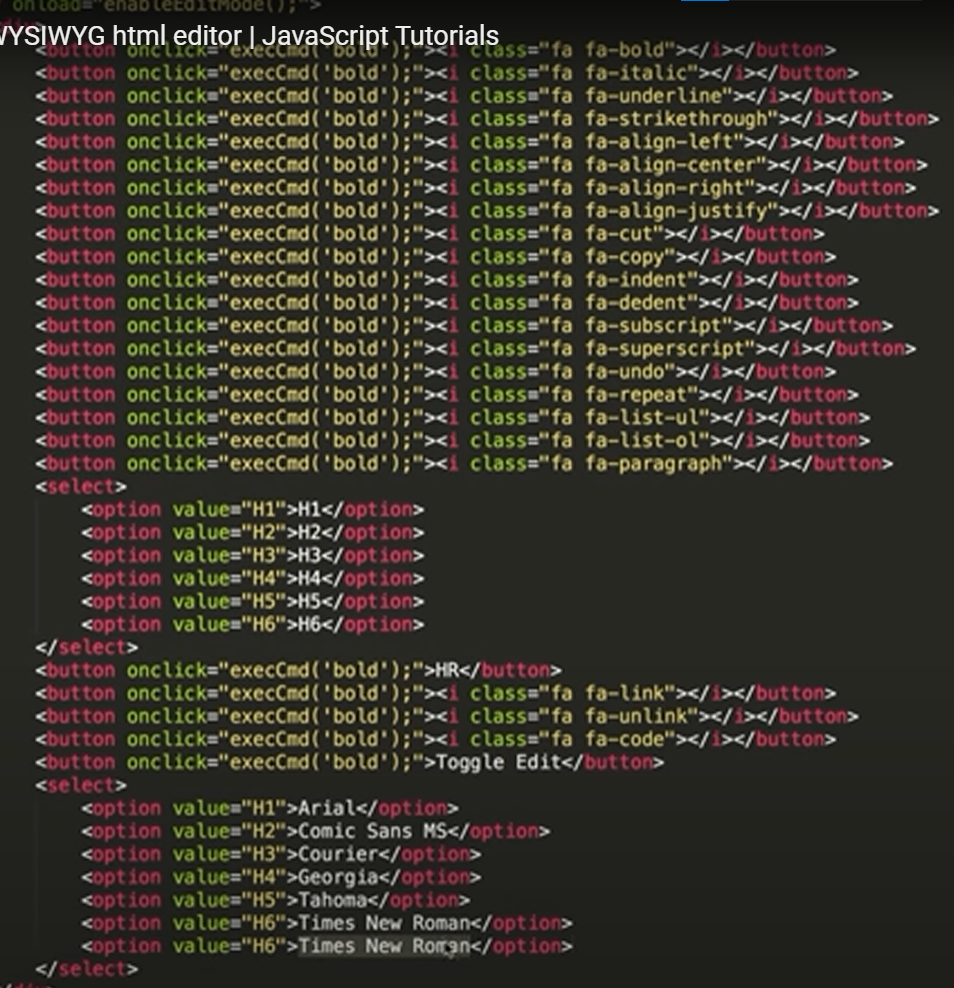 onload="enableEditMode();">
WYSIWYG html editor | JavaScript Tutorials
<button onclick="execCmd('bold');"><i class="fa fa-bold"></i></button>
<button onclick="execCmd('bold');"><i class="fa fa-italic"></i></button>
<button onclick="execCmd('bold');"><i class="fa fa-underline"></i></button>
<button onclick="execCmd('bold');"><i class="fa fa-strikethrough"></i></button>
<button onclick="execCmd('bold');"><i class="fa fa-align-left"></i></button>
<button onclick="execCmd('bold');"><i class="fa fa-align-center"></i></button>
<button onclick="execCmd('bold');"><i class="fa fa-align-right"></i></button>
<button onclick="execCmd('bold');"><i class="fa fa-align-justify"></i></button>
<button onclick="execCmd('bold');"><i class="fa fa-cut"></i></button>
<button onclick="execCmd('bold');"><i class="fa fa-copy"></i></button>
<button onclick="execCmd('bold');"><i class="fa fa-indent"></i></button>
<button onclick="execCmd('bold');"><i class="fa fa-dedent"></i></button>
<button onclick="execCmd('bold');"><i class="fa fa-subscript"></i></button>
<button onclick="execCmd('bold');"><i class="fa fa-superscript"></i></button>
<button onclick="execCmd('bold');"><i class="fa fa-undo"></i></button>
<button onclick="execCmd('bold');"><i class="fa fa-repeat"></i></button>
<button onclick="execCmd('bold');"><i class="fa fa-list-ul"></i></button>
<button onclick="execCmd('bold');"><i class="fa fa-list-ol"></i></button>
<button onclick="execCmd('bold');"><i class="fa fa-paragraph"></i></button>
<select>
<option value="H1">H1</option>
<option value="H2">H2</option>
<option value="H3">H3</option>
<option value="H4">H4</option>
<option value="H5">H5</option>
<option value="H6">H6</option>
</select>
<button onclick="execCmd('bold');">HR</button>
<button onclick="execCmd('bold');"><i class="fa fa-link"></i></button>
<button onclick="execCmd('bold');"><i class="fa fa-unlink"></i></button>
<button onclick="execCmd('bold');"><i class="fa fa-code"></i></button>
<button onclick="execCmd('bold');">Toggle Edit</button>
<select>
<option value="H1">Arial</option>
<option value="H2">Comic Sans MS</option>
<option value="H3">Courier</option>
<option value="H4">Georgia</option>
<option value="H5">Tahoma</option>
<option value="H6">Times New Roman</option>
<option value="H6">Times New Roman</option>
</select>